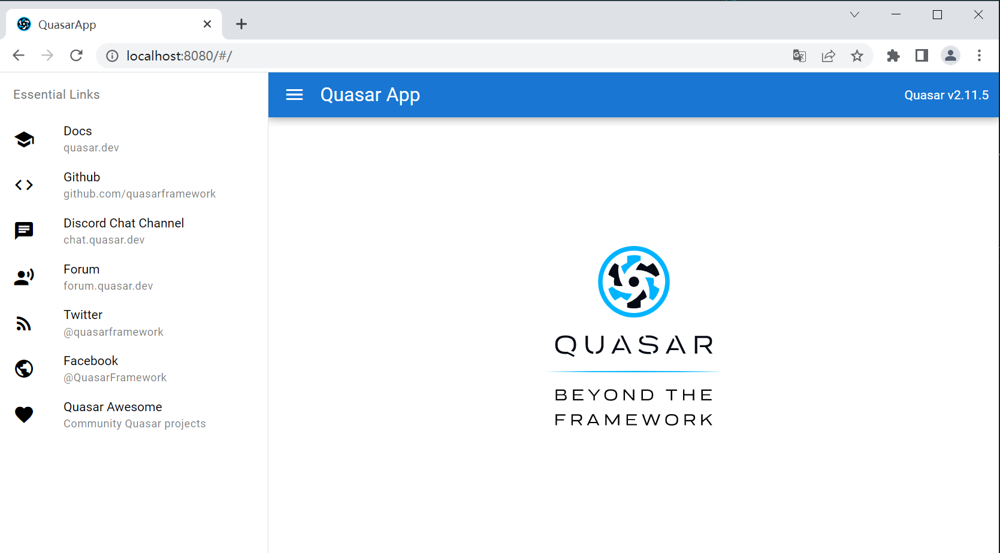 QuasarApp
localhost:8080/#/
Essential Links
Docs
quasar.dev
Github
github.com/quasarframework
Discord Chat Channel
chat.quasar.dev
Forum
forum.quasar.dev
Twitter
@quasarframework
Facebook
@QuasarFramework
Quasar Awesome
Community Quasar projects
Quasar App
Quasar v2.11.5
QUASAR
BEYOND THE
FRAMEWORK